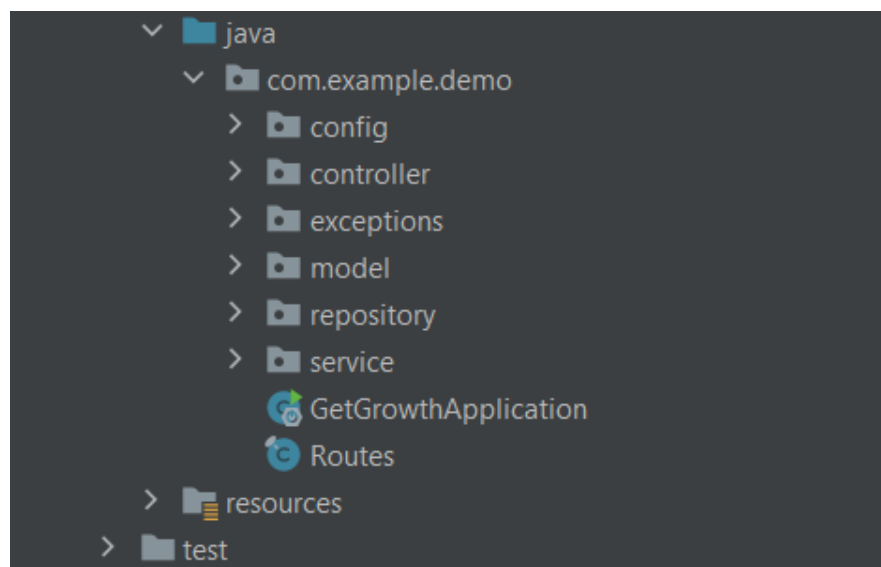 java
com.example.demo
config
controller
exceptions
model
repository
service
GetGrowthApplication
Routes
resources
test